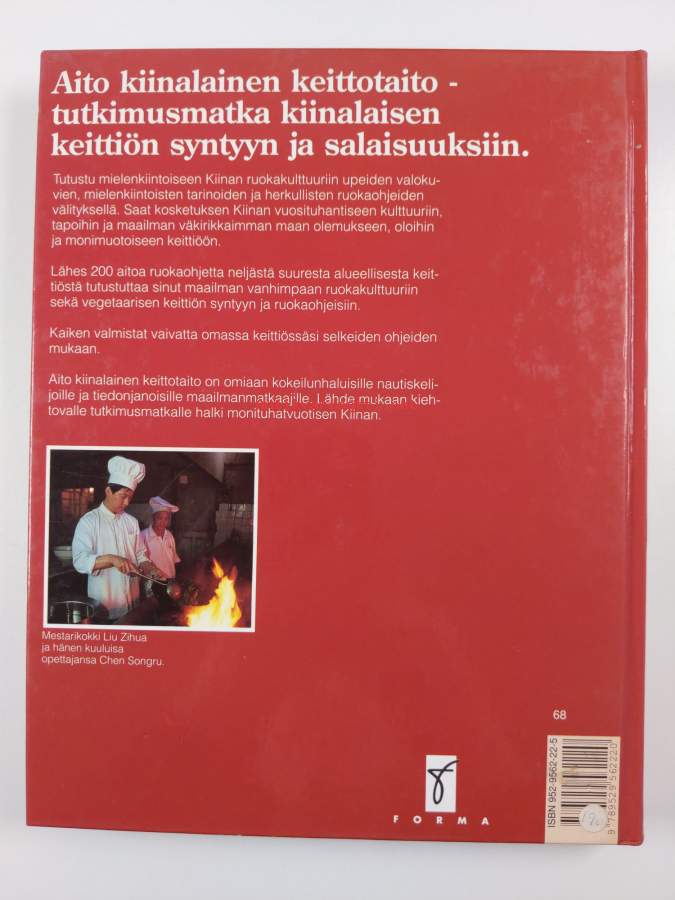 Aito kiinalainen keittotaito -
tutkimusmatka kiinalaisen
keittiön syntyyn ja salaisuuksiin.
Tutustu mielenkiintoiseen Kiinan ruokakulttuuriin upeiden valoku-
vien, mielenkiintoisten tarinoiden ja herkullisten ruokaohjeiden
välityksellä. Saat kosketuksen Kiinan vuosituhantiseen kulttuuriin,
tapoihin ja maailman väkirikkaimman maan olemukseen, oloihin
ja monimuotoiseen keittiöön.
Lähes 200 aitoa ruokaohjetta neljästä suuresta alueellisesta keit-
tiöstä tutustuttaa sinut maailman vanhimpaan ruokakulttuuriin
sekä vegetaarisen keittiön syntyyn ja ruokaohjeisiin.
Kaiken valmistat vaivatta omassa keittiössäsi selkeiden ohjeiden
mukaan.
Aito kiinalainen keittotaito on omiaan kokeilunhaluisille nautiskeli-
joille ja tiedonjanoisille maailmanmatkaajille. Lähde mukaan kieh-
tovalle tutkimusmatkalle halki monituhatvuotisen Kiinan.
Mestarikokki Liu Zihua
ja hänen kuuluisa
opettajansa Chen Songru.
68
ISBN 952-9562-22-5
9 789529 562220
FORMA